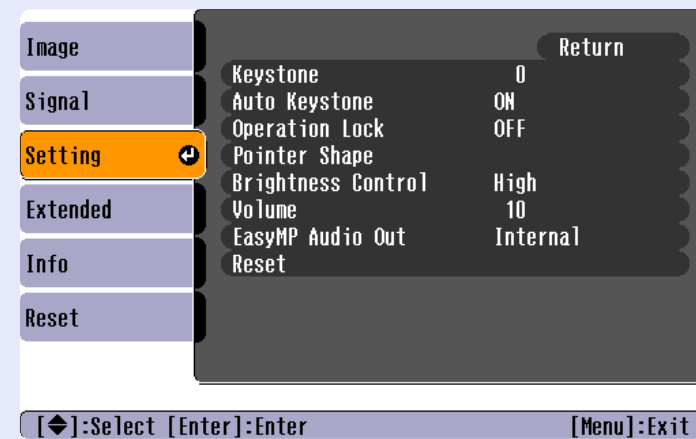 Image
Signal
Setting
Extended
Info
Reset
Return
Keystone 0
Auto Keystone ON
Operation Lock OFF
Pointer Shape
Brightness Control High
Volume 10
EasyMP Audio Out Internal
Reset
[◆]:Select [Enter]:Enter [Menu]:Exit